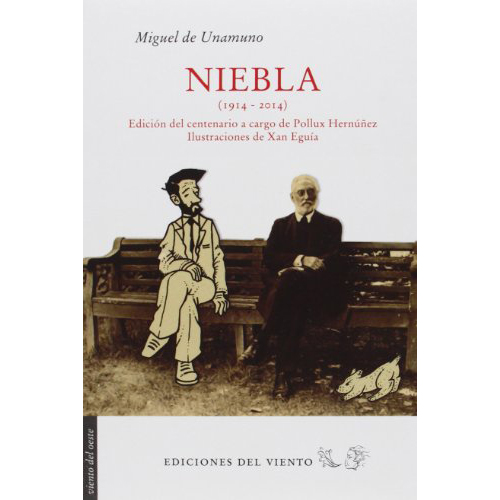 Miguel de Unamuno
NIEBLA
(1914 - 2014)
Edición del centenario a cargo de Pollux Hernúñez
Ilustraciones de Xan Eguía
viento del oeste
EDICIONES DEL VIENTO